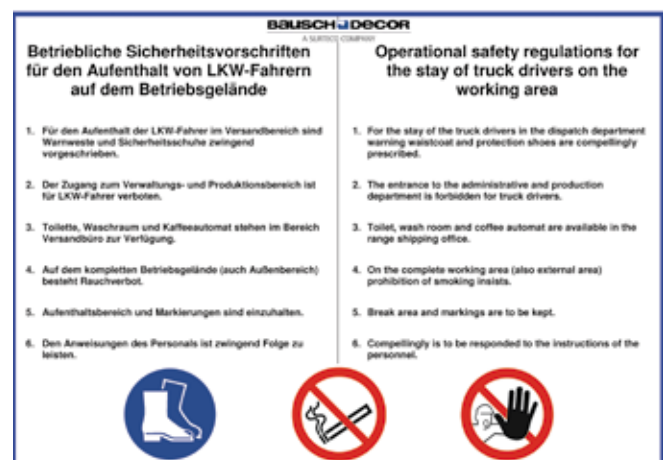 BAUSCH DECOR
A SURTECO COMPANY
Betriebliche Sicherheitsvorschriften
für den Aufenthalt von LKW-Fahrern
auf dem Betriebsgelände
1. Für den Aufenthalt der LKW-Fahrer im Versandbereich sind
Warnweste und Sicherheitsschuhe zwingend
vorgeschrieben.
2. Der Zugang zum Verwaltungs- und Produktionsbereich ist
für LKW-Fahrer verboten.
3. Toilette, Waschraum und Kaffeeautomat stehen im Bereich
Versandbüro zur Verfügung.
4. Auf dem kompletten Betriebsgelände (auch Außenbereich)
besteht Rauchverbot.
5. Aufenthaltsbereich und Markierungen sind einzuhalten.
6. Den Anweisungen des Personals ist zwingend Folge zu
leisten.
Operational safety regulations for
the stay of truck drivers on the
working area
1. For the stay of the truck drivers in the dispatch department
warning waistcoat and protection shoes are compellingly
prescribed.
2. The entrance to the administrative and production
department is forbidden for truck drivers.
3. Toilet, wash room and coffee automat are available in the
range shipping office.
4. On the complete working area (also external area)
prohibition of smoking insists.
5. Break area and markings are to be kept.
6. Compellingly is to be responded to the instructions of the
personnel.